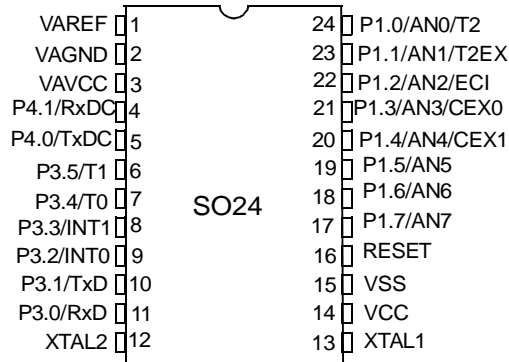 VAREF 1 24 P1.0/AN0/T2
VAGND 2 23 P1.1/AN1/T2EX
VAVCC 3 22 P1.2/AN2/ECI
P4.1/RxDC 4 21 P1.3/AN3/CEX0
P4.0/TxDC 5 20 P1.4/AN4/CEX1
P3.5/T1 6 19 P1.5/AN5
P3.4/T0 7 18 P1.6/AN6
SO24
P3.3/INT1 8 17 P1.7/AN7
P3.2/INT0 9 16 RESET
P3.1/TxD 10 15 VSS
P3.0/RxD 11 14 VCC
XTAL2 12 13 XTAL1